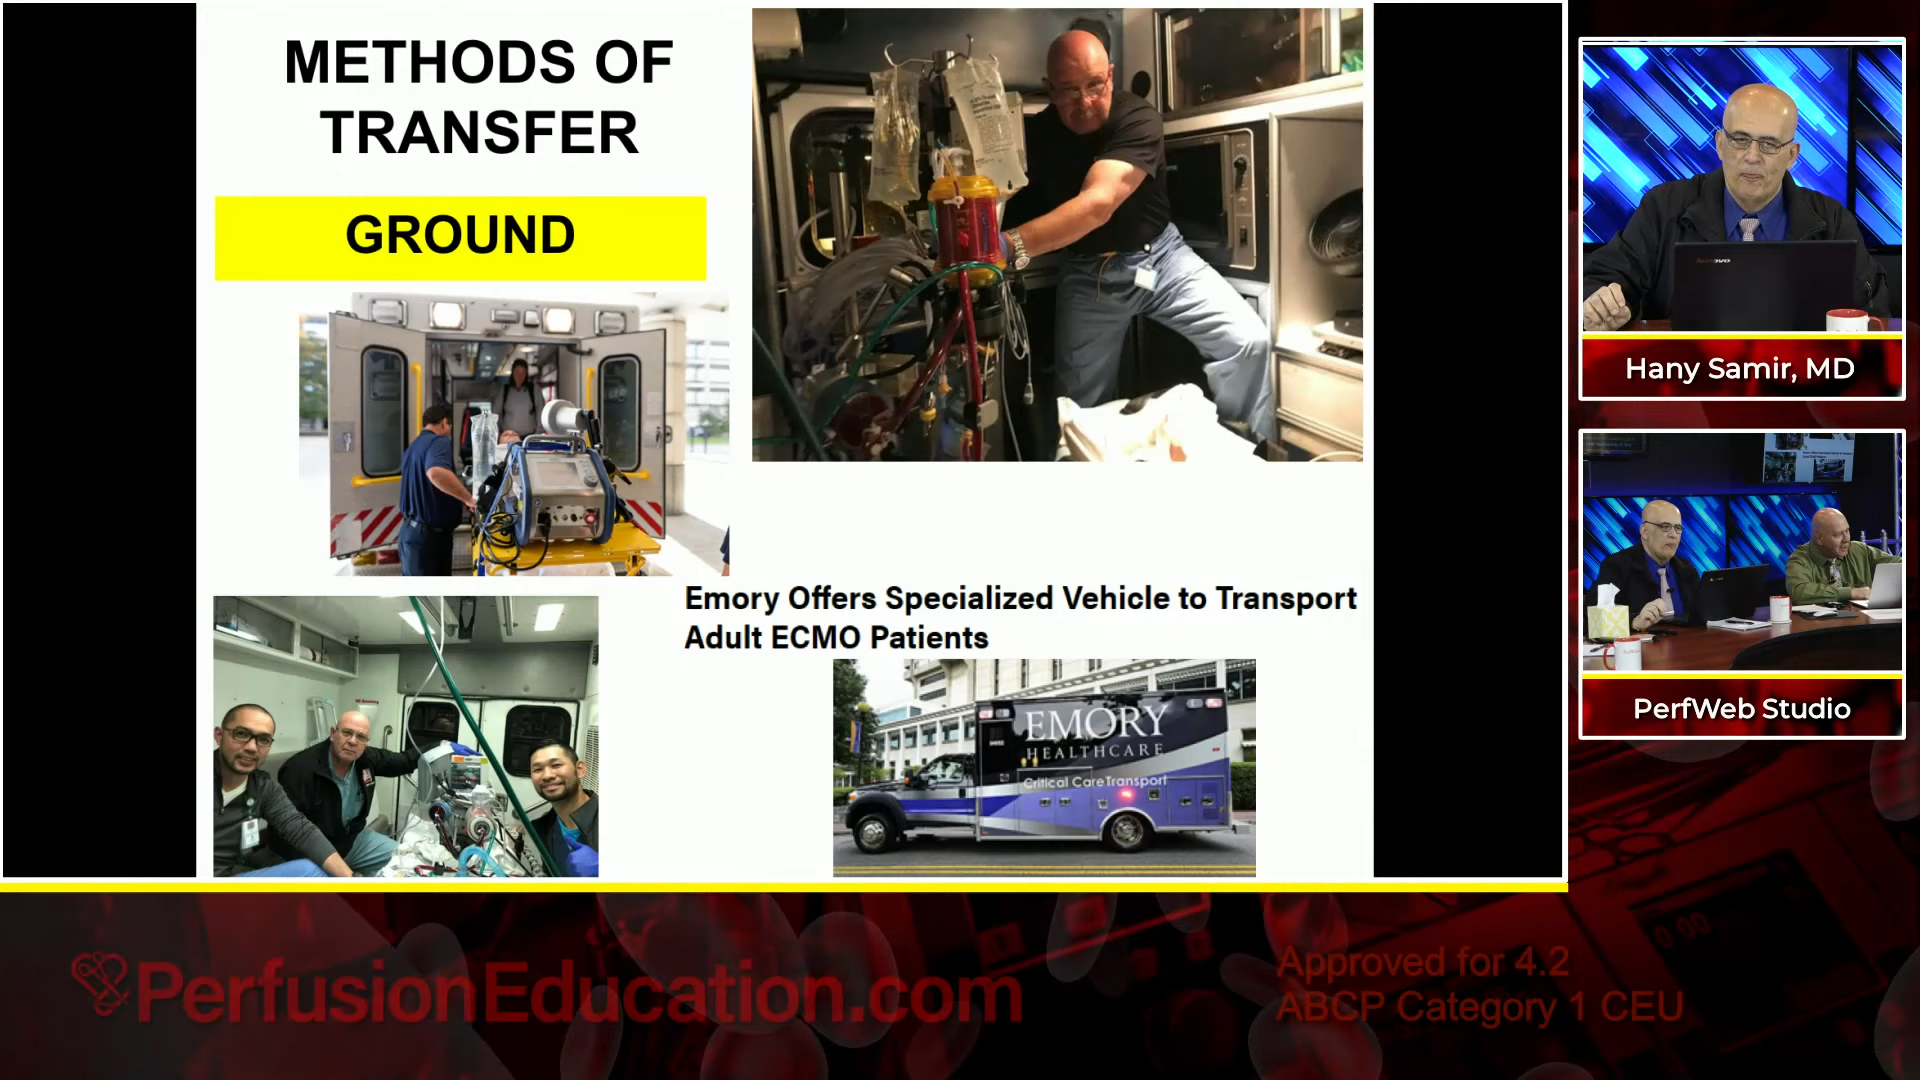 METHODS OF
TRANSFER
GROUND
Emory Offers Specialized Vehicle to Transport
Adult ECMO Patients
EMORY
HEALTHCARE
Critical Care Transport
lenovo
Hany Samir, MD
PerfWeb Studio
PerfusionEducation.com
Approved for 4.2
ABCP Category 1 CEU